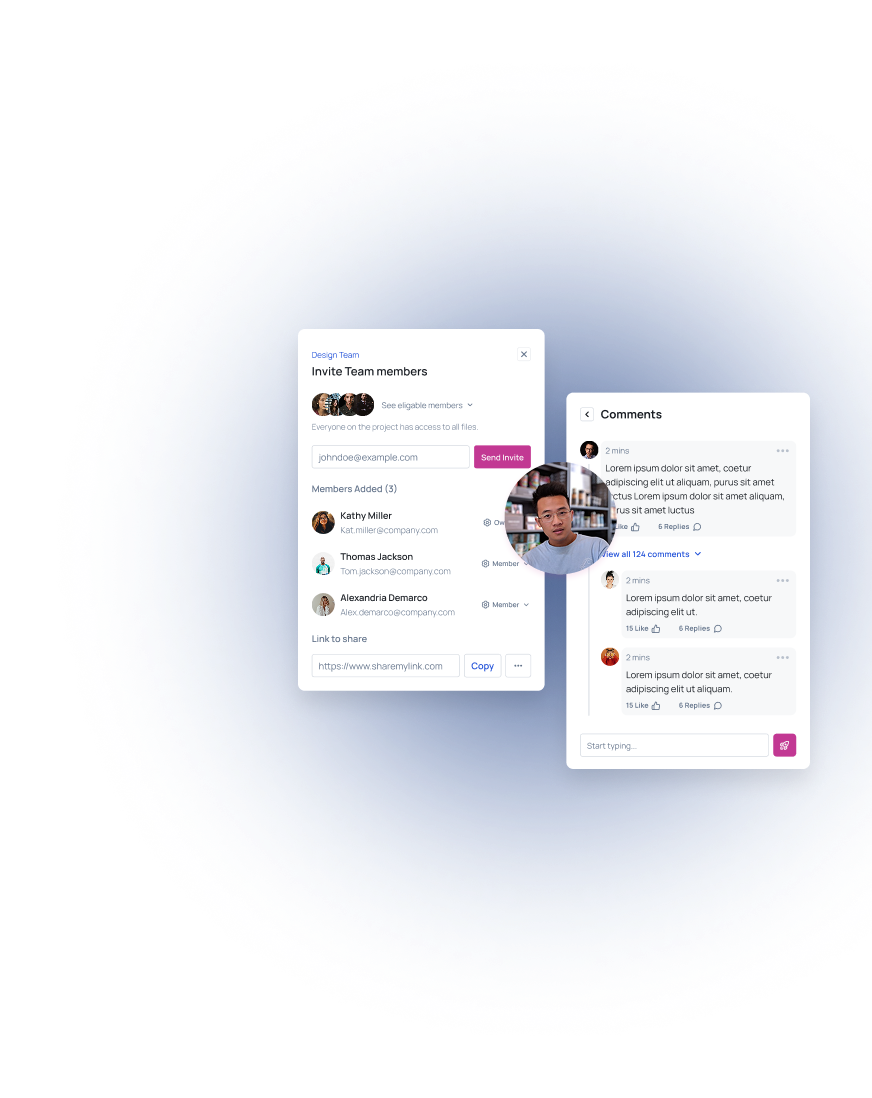 Design Team
Invite Team members
See eligable members
Everyone on the project has access to all files.
johndoe@example.com
Send Invite
Members Added (3)
Kathy Miller
Kat.miller@company.com
Thomas Jackson
Tom.jackson@company.com
Member
Alexandria Demarco
Alex.demarco@company.com
Member
Link to share
https://www.sharemylink.com
Copy
Comments
2 mins
Lorem ipsum dolor sit amet, coetur
adipiscing elit ut aliquam, purus sit amet
Lorem ipsum dolor sit amet aliquam,
sit amet luctus
Like
6 Replies
View all 124 comments
2 mins
Lorem ipsum dolor sit amet, coetur
adipiscing elit ut.
15 Like
6 Replies
2 mins
Lorem ipsum dolor sit amet, coetur
adipiscing elit ut aliquam.
15 Like
6 Replies
Start typing...